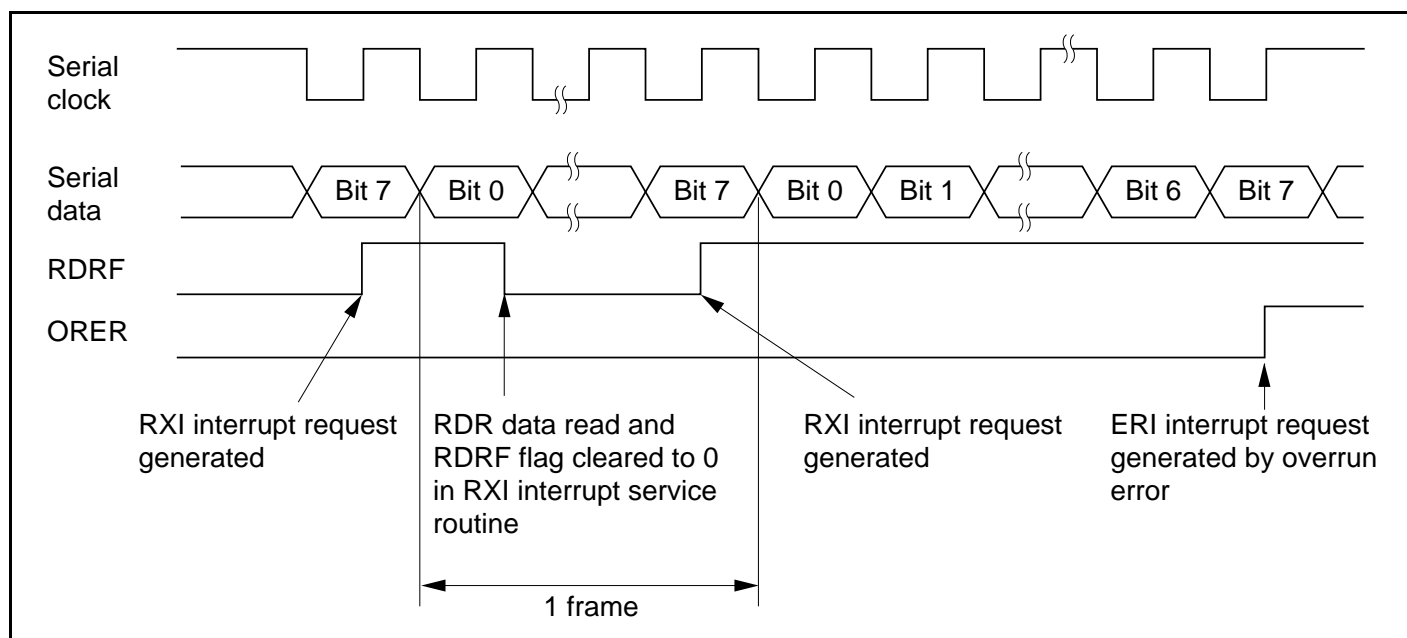 Serial
clock
Serial
data
Bit 7
Bit 0
Bit 7
Bit 0
Bit 1
Bit 6
Bit 7
RDRF
ORER
RXI interrupt request
generated
RDR data read and
RDRF flag cleared to 0
in RXI interrupt service
routine
RXI interrupt request
generated
ERI interrupt request
generated by overrun
error
1 frame